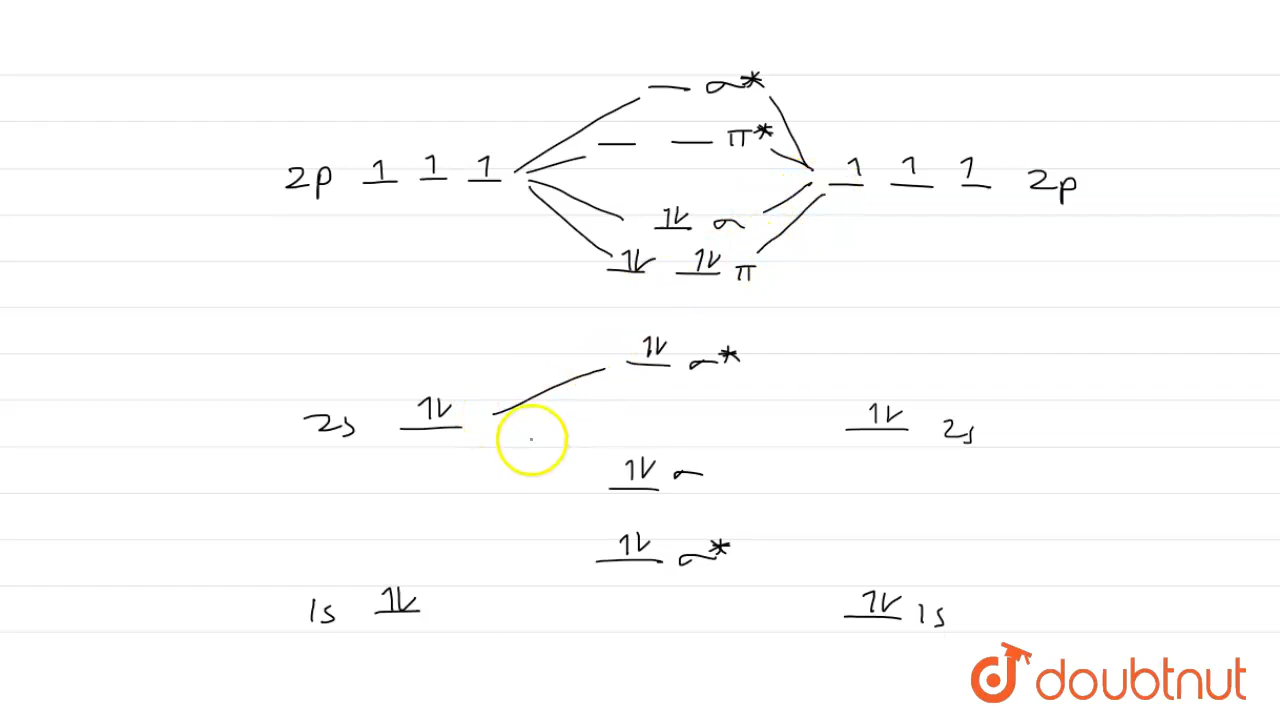 σ*
π*
2p 1 1 1 1 1 1 2p
1L σ
1L 1L π
1L σ*
2s 1L 1L 2s
1L σ
1L σ*
1s 1L 1L 1s
doubtnut